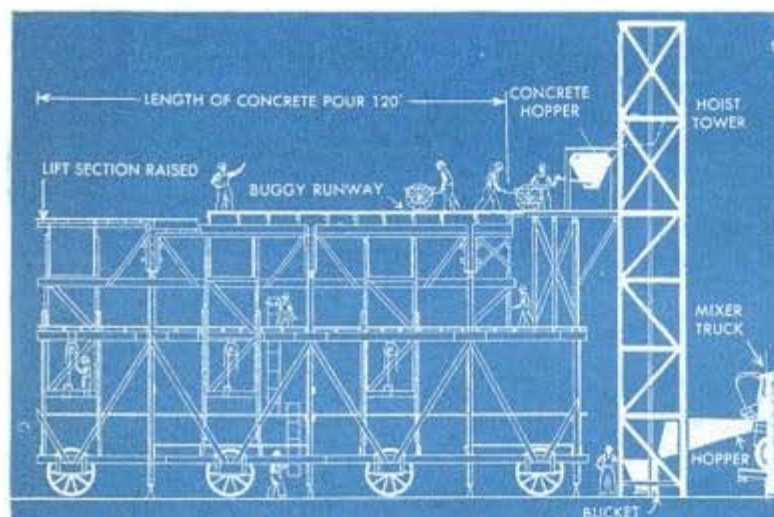 LENGTH OF CONCRETE POUR 120'
CONCRETE
HOPPER
HOIST
TOWER
LIFT SECTION RAISED
BUGGY RUNWAY
MIXER
TRUCK
HOPPER
BUCKET